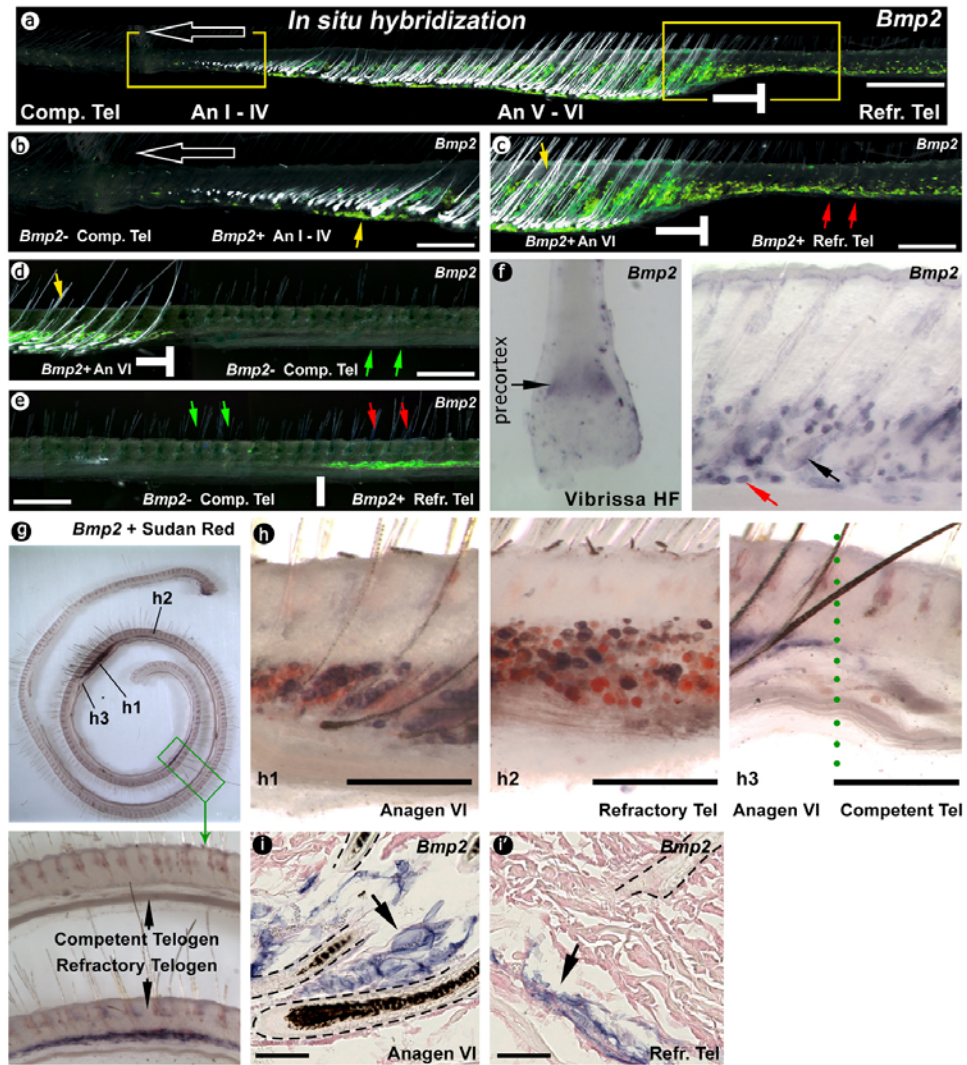 a
In situ hybridization
Bmp2
Comp. Tel An I - IV An V - VI Refr. Tel
b
Bmp2
Bmp2- Comp. Tel Bmp2+ An I - IV
c
Bmp2
Bmp2+ An VI Bmp2+ Refr. Tel
d
Bmp2
Bmp2+ An VI Bmp2- Comp. Tel
e
Bmp2
Bmp2- Comp. Tel Bmp2+ Refr. Tel
f
Bmp2
precortex
Vibrissa HF
Bmp2
g
Bmp2 + Sudan Red
h2
h1
h3
Competent Telogen
Refractory Telogen
h
h1
Anagen VI
h2
Refractory Tel
h3
Anagen VI Competent Tel
i
Bmp2
Anagen VI
i'
Bmp2
Refr. Tel